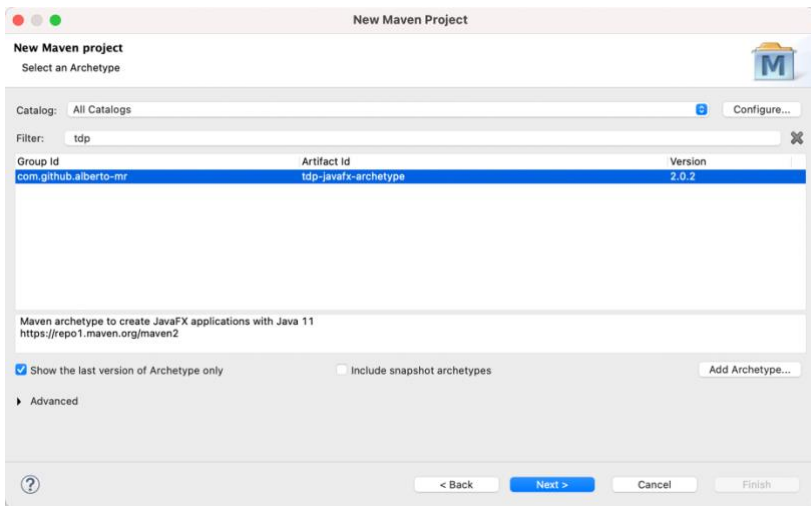 New Maven Project
New Maven project
Select an Archetype
M
Catalog: All Catalogs Configure...
Filter: tdp
Group Id Artifact Id Version
com.github.alberto-mr tdp-javafx-archetype 2.0.2
Maven archetype to create JavaFX applications with Java 11
https://repo1.maven.org/maven2
Show the last version of Archetype only Include snapshot archetypes Add Archetype...
Advanced
? < Back Next > Cancel Finish